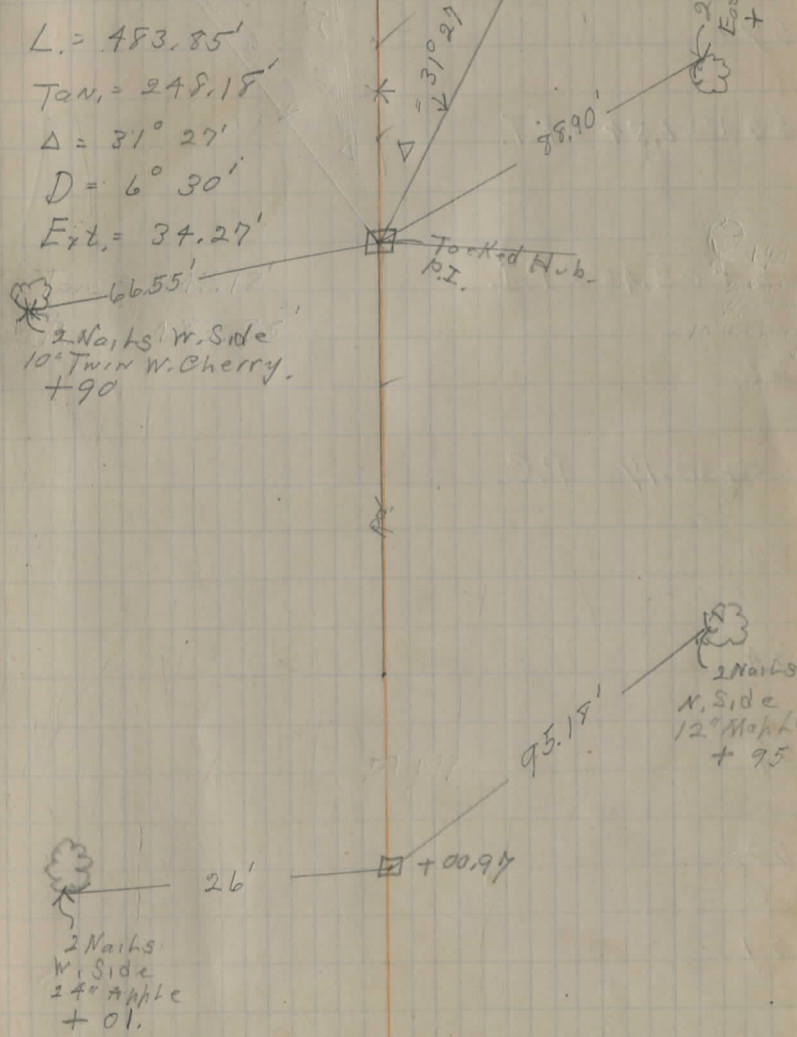 L. = 483.85'
Tan. = 248.18'
Δ = 31° 27'
D = 6° 30'
Ext. = 34.27'
Δ = 31° 27
88.90'
2
+
66.55'
Tacked Hub.
P.I.
2 Nails W. Side
10" Twin W. Cherry.
+90
2 Nails
N. Side
12" Mapl
+ 95
95.18'
26'
+00.97
2 Nails
W. Side
24" Apple
+ 01.